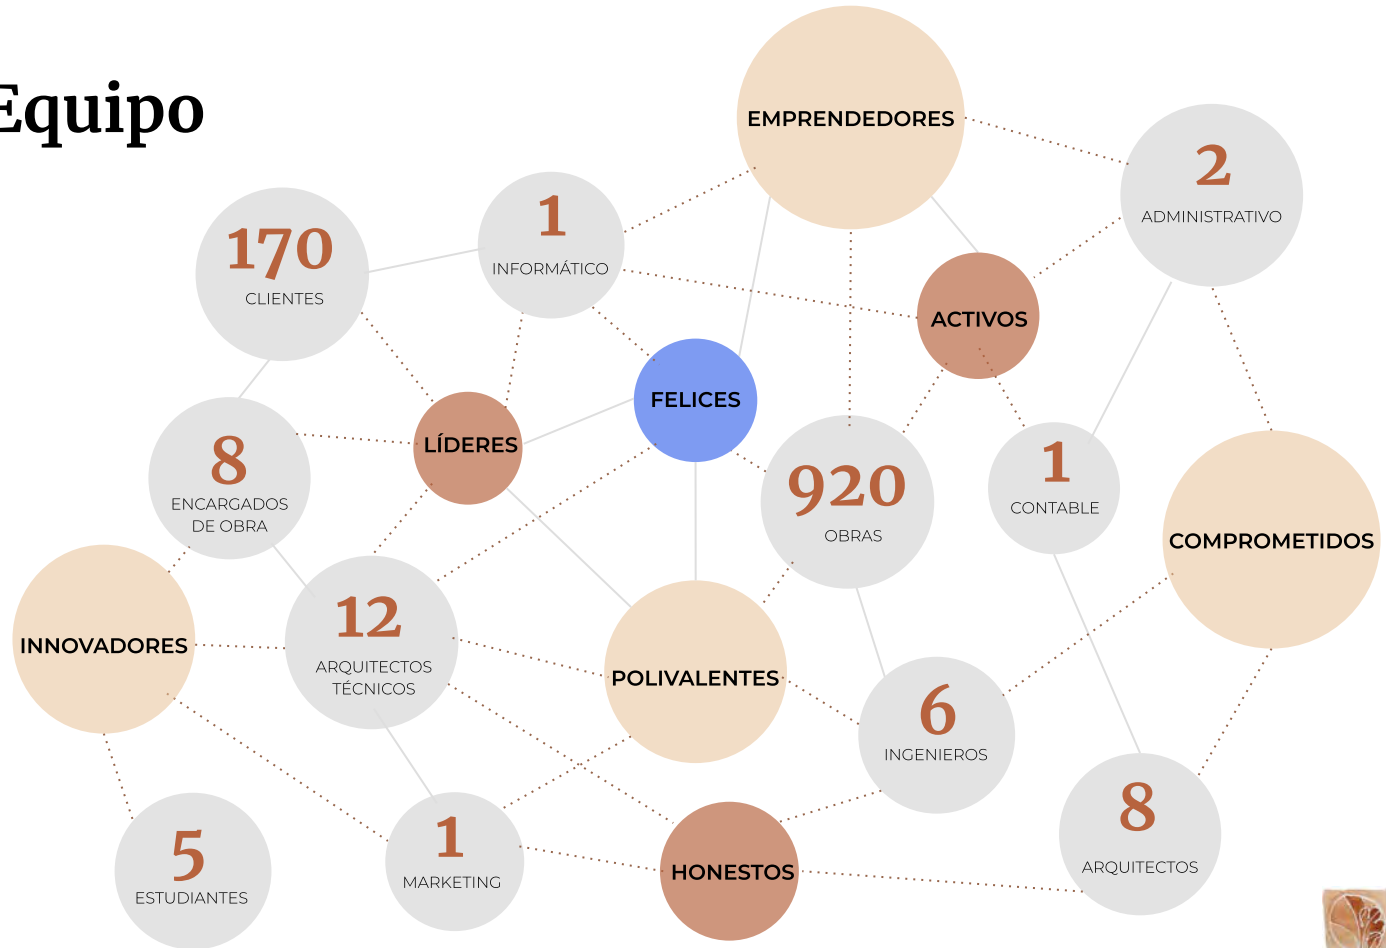 Equipo
EMPRENDEDORES
2
ADMINISTRATIVO
1
INFORMÁTICO
170
CLIENTES
ACTIVOS
FELICES
LÍDERES
8
ENCARGADOS
DE OBRA
920
OBRAS
1
CONTABLE
COMPROMETIDOS
INNOVADORES
12
ARQUITECTOS
TÉCNICOS
POLIVALENTES
6
INGENIEROS
5
ESTUDIANTES
1
MARKETING
HONESTOS
8
ARQUITECTOS